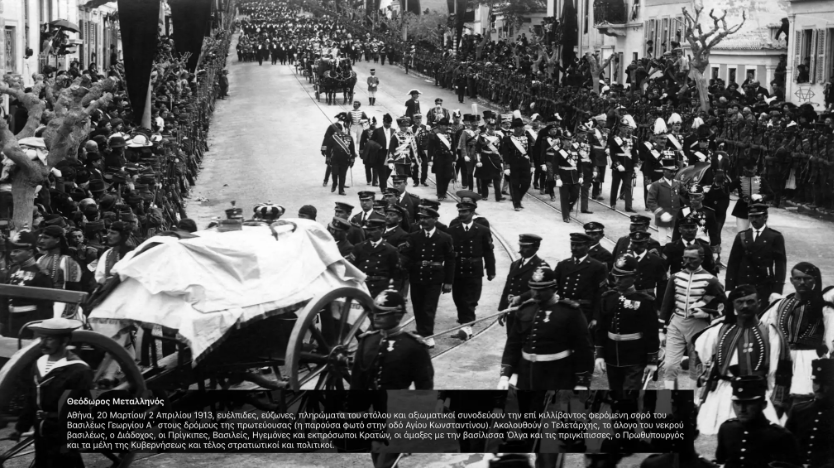 Θεόδωρος Μεταλληνός
Αθήνα, 20 Μαρτίου/ 2 Απριλίου 1913, ευέλπιδες, εύζωνες, πληρώματα του στόλου και αξιωματικοί συνοδεύουν την επί κιλλίβαντος φερόμενη σορό του
Βασιλέως Γεωργίου Α΄ στους δρόμους της πρωτεύουσας (η παρούσα φωτό στην οδό Αγίου Κωνσταντίνου). Ακολουθούν ο Τελετάρχης, το άλογο του νεκρού
βασιλέως, ο Διάδοχος, οι Πρίγκιπες, Βασιλείς, Ηγεμόνες και εκπρόσωποι Κρατών, οι άμαξες με την βασίλισσα Όλγα και τις πριγκίπισσες, ο Πρωθυπουργός
και τα μέλη της Κυβερνήσεως και τέλος στρατιωτικοί και πολιτικοί.